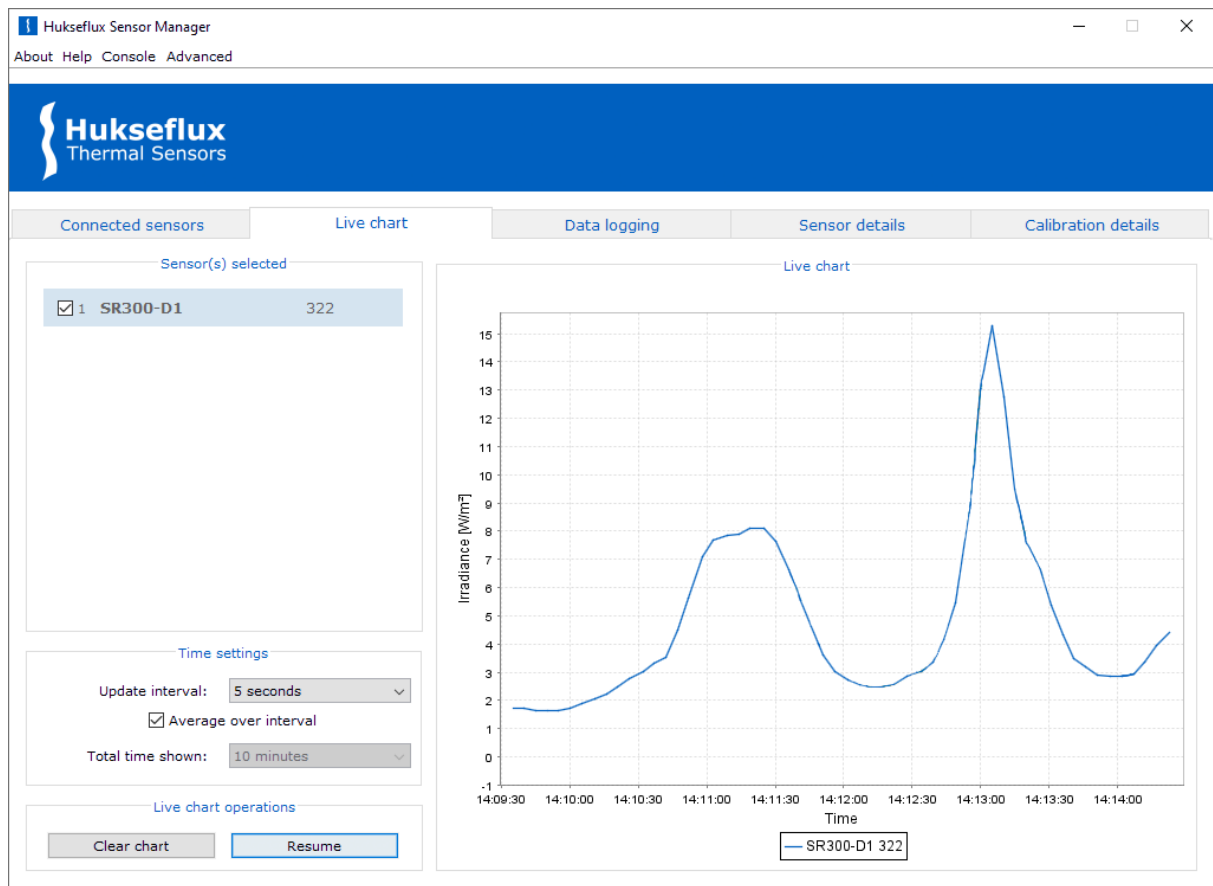 Hukseflux Sensor Manager
About Help Console Advanced
Hukseflux
Thermal Sensors
Connected sensors
Live chart
Data logging
Sensor details
Calibration details
Sensor(s) selected
1 SR300-D1 322
Time settings
Update interval: 5 seconds
Average over interval
Total time shown: 10 minutes
Live chart operations
Clear chart
Resume
Live chart
Irradiance [W/m²]
15
14
13
12
11
10
9
8
7
6
5
4
3
2
1
0
-1
14:09:30 14:10:00 14:10:30 14:11:00 14:11:30 14:12:00 14:12:30 14:13:00 14:13:30 14:14:00
Time
SR300-D1 322